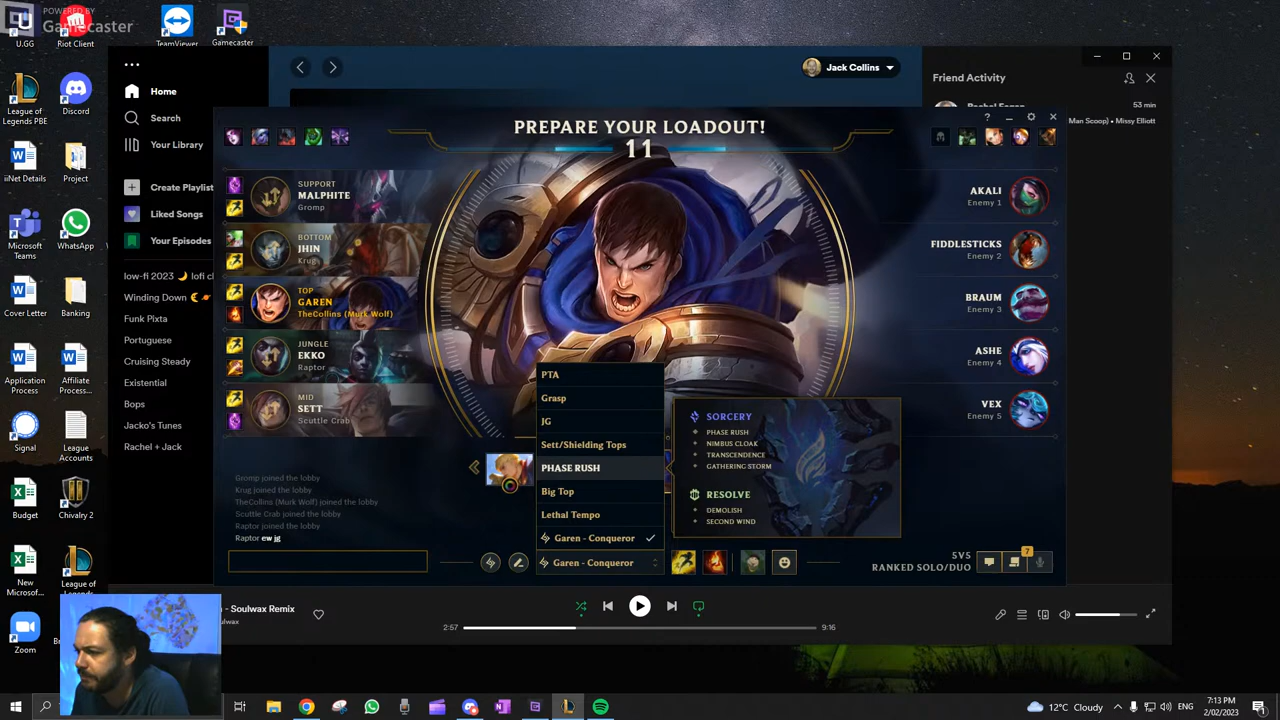 POWERED BY
Gamecaster
U.GG
Riot Client
TeamViewer
Gamecaster
League of
Legends PBE
Discord
iiNet Details
Project
Microsoft
Teams
WhatsApp
Cover Letter
Banking
Application
Process
Affiliate
Process...
Signal
League
Accounts
Budget
Chivalry 2
New
Microsof...
League of
Legends
Zoom
Home
Search
Your Library
Create Playlist
Liked Songs
Your Episodes
low-fi 2023 🌙 lofi c
Winding Down
Funk Pixta
Portuguese
Cruising Steady
Existential
Bops
Jacko's Tunes
Rachel + Jack
Jack Collins
Friend Activity
53 min
Man Scoop) • Missy Elliott
PREPARE YOUR LOADOUT!
11
SUPPORT
MALPHITE
Gromp
BOTTOM
JHIN
Krug
TOP
GAREN
TheCollins (Murk Wolf)
JUNGLE
EKKO
Raptor
MID
SETT
Scuttle Crab
AKALI
Enemy 1
FIDDLESTICKS
Enemy 2
BRAUM
Enemy 3
ASHE
Enemy 4
VEX
Enemy 5
Gromp joined the lobby
Krug joined the lobby
TheCollins (Murk Wolf) joined the lobby
Scuttle Crab joined the lobby
Raptor joined the lobby
Raptor ew jg
PTA
Grasp
JG
Sett/Shielding Tops
PHASE RUSH
Big Top
Lethal Tempo
Garen - Conqueror
Garen - Conqueror
SORCERY
PHASE RUSH
NIMBUS CLOAK
TRANSCENDENCE
GATHERING STORM
RESOLVE
DEMOLISH
SECOND WIND
5V5
RANKED SOLO/DUO
7
- Soulwax Remix
ulwax
2:57
9:16
12°C Cloudy
ENG
7:13 PM
2/02/2023